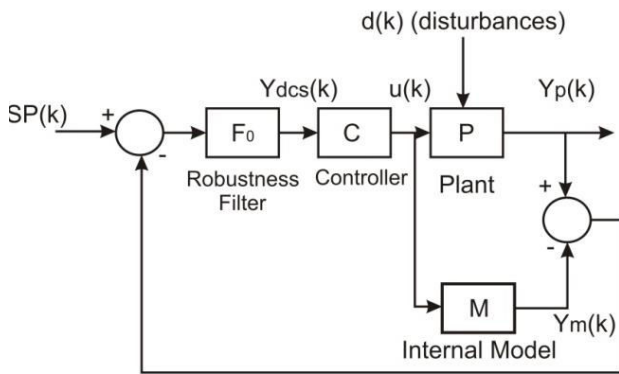 d(k) (disturbances)
Ydcs(k)
u(k)
Yp(k)
SP(k)
+
-
F0
C
P
Robustness
Filter
Controller
Plant
+
-
M
Ym(k)
Internal Model